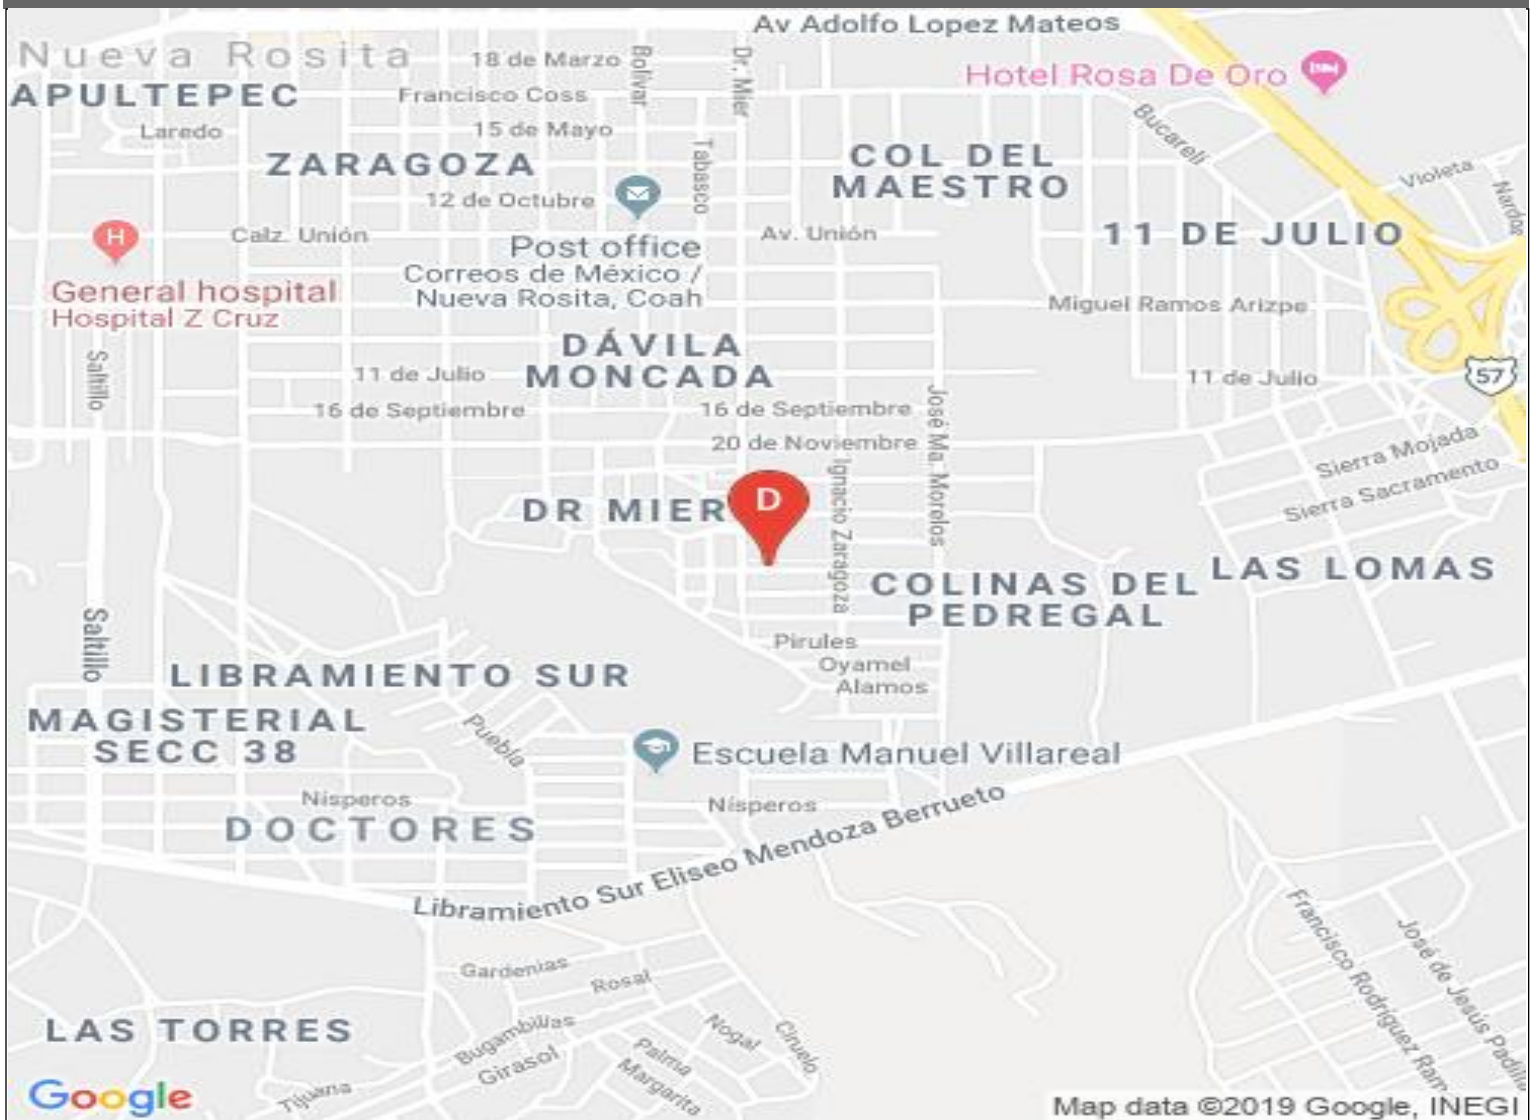 Av Adolfo Lopez Mateos
Nueva Rosita
18 de Marzo
Bolívar
Dr. Mier
Hotel Rosa De Oro
APULTEPEC
Francisco Coss
Laredo
15 de Mayo
Bucareli
ZARAGOZA
Tabasco
COL DEL
MAESTRO
Violeta
12 de Octubre
Nardos
H
Calz. Unión
Post office
Correos de México /
Nueva Rosita, Coah
Av. Unión
11 DE JULIO
General hospital
Hospital Z Cruz
Miguel Ramos Arizpe
DÁVILA
MONCADA
Saltillo
11 de Julio
11 de Julio
57
16 de Septiembre
16 de Septiembre
José Ma. Morelos
20 de Noviembre
Sierra Mojada
Sierra Sacramento
Ignacio Zaragoza
DR MIER
D
COLINAS DEL
PEDREGAL
LAS LOMAS
Saltillo
Pirules
Oyamel
Alamos
LIBRAMIENTO SUR
MAGISTERIAL
SECC 38
Puebla
Escuela Manuel Villareal
Nísperos
Nísperos
DOCTORES
Libramiento Sur Eliseo Mendoza Berrueto
Francisco Rodríguez Ram
José de Jesús Padilla
Gardenias
Rosal
LAS TORRES
Bugambilias
Girasol
Nogal
Ciruelo
Palma
Margarita
Tijuana
Google
Map data ©2019 Google, INEGI